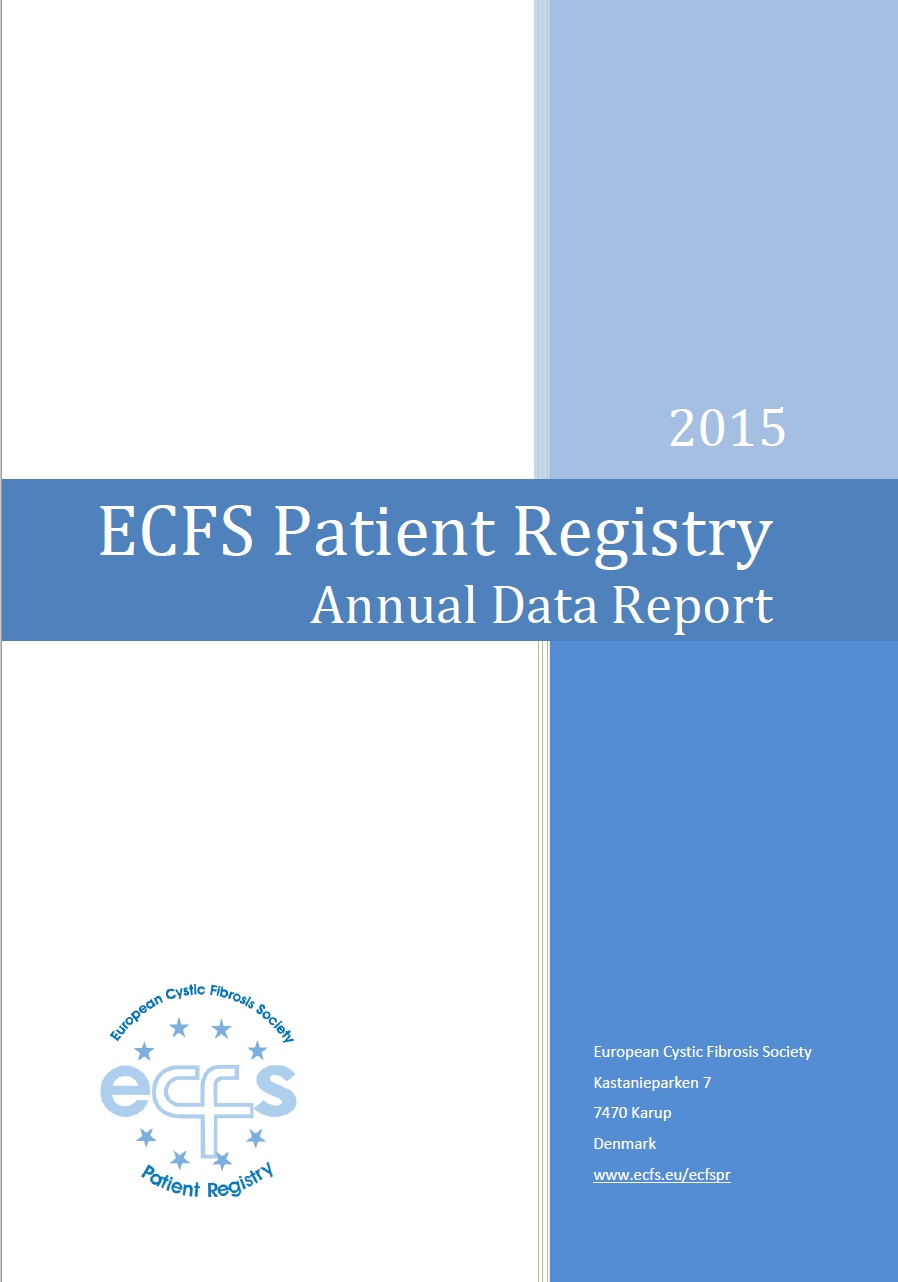 2015
ECFS Patient Registry
Annual Data Report
European Cystic Fibrosis Society
ecfs
Patient Registry
European Cystic Fibrosis Society
Kastanieparken 7
7470 Karup
Denmark
www.ecfs.eu/ecfspr